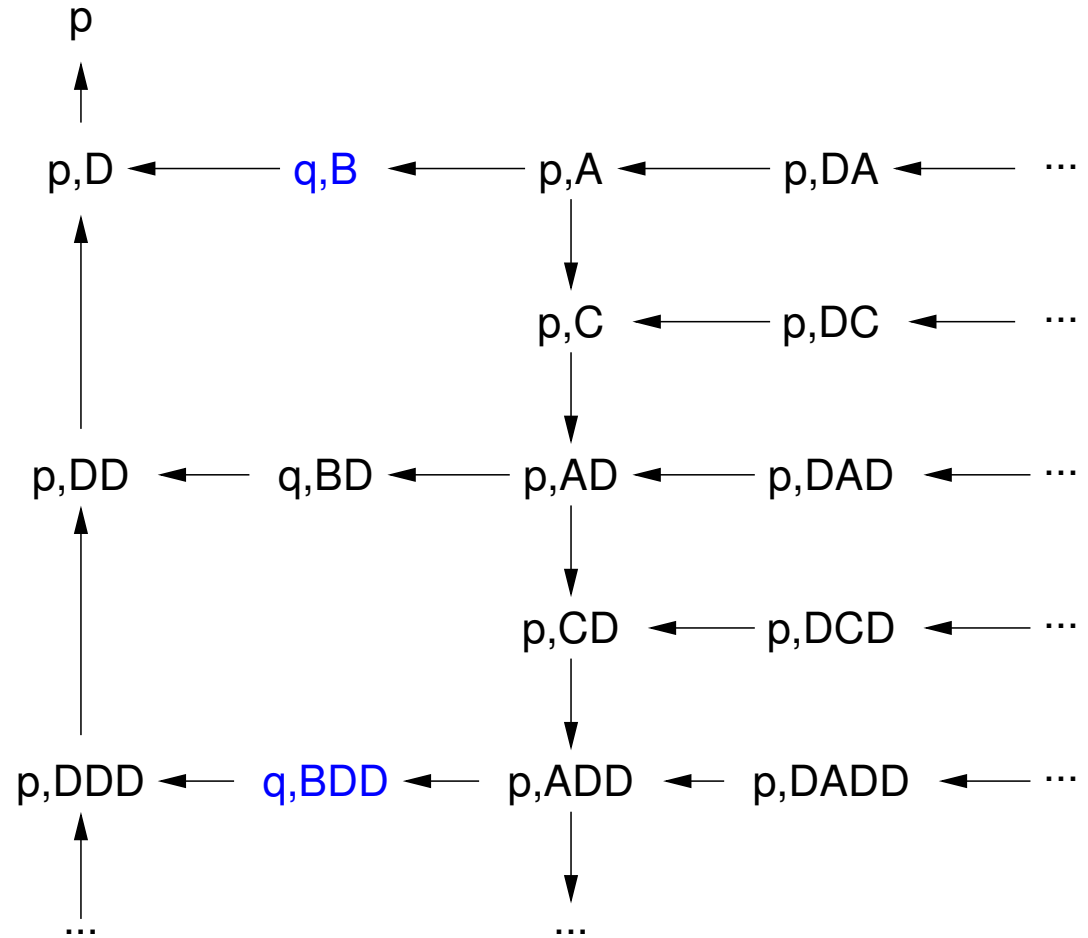 p
p,D q,B p,A p,DA ...
p,C p,DC ...
p,DD q,BD p,AD p,DAD ...
p,CD p,DCD ...
p,DDD q,BDD p,ADD p,DADD ...
... ...